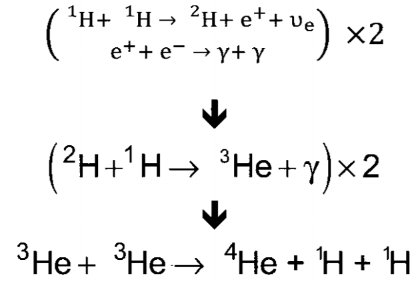 ( ¹H+ ¹H → ²H+ e⁺+ υₑ
e⁺+ e⁻ → γ+ γ ) ×2
(²H+¹H → ³He+γ)×2
³He+ ³He→ ⁴He + ¹H + ¹H